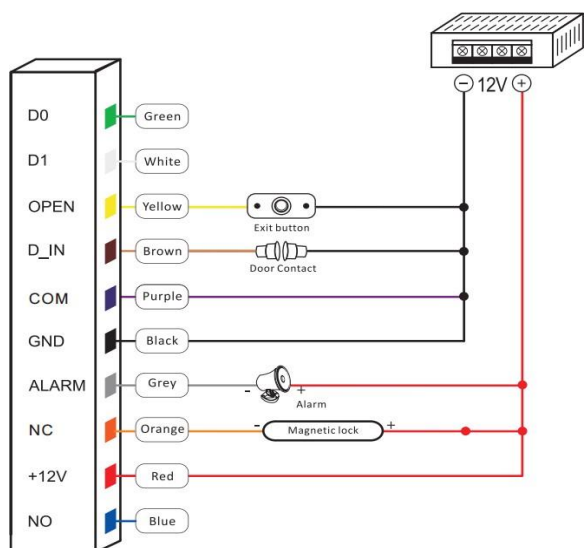 − 12V +
D0 Green
D1 White
OPEN Yellow
Exit button
D_IN Brown
Door Contact
COM Purple
GND Black
ALARM Grey - +
Alarm
NC Orange - Magnetic lock +
+12V Red
NO Blue